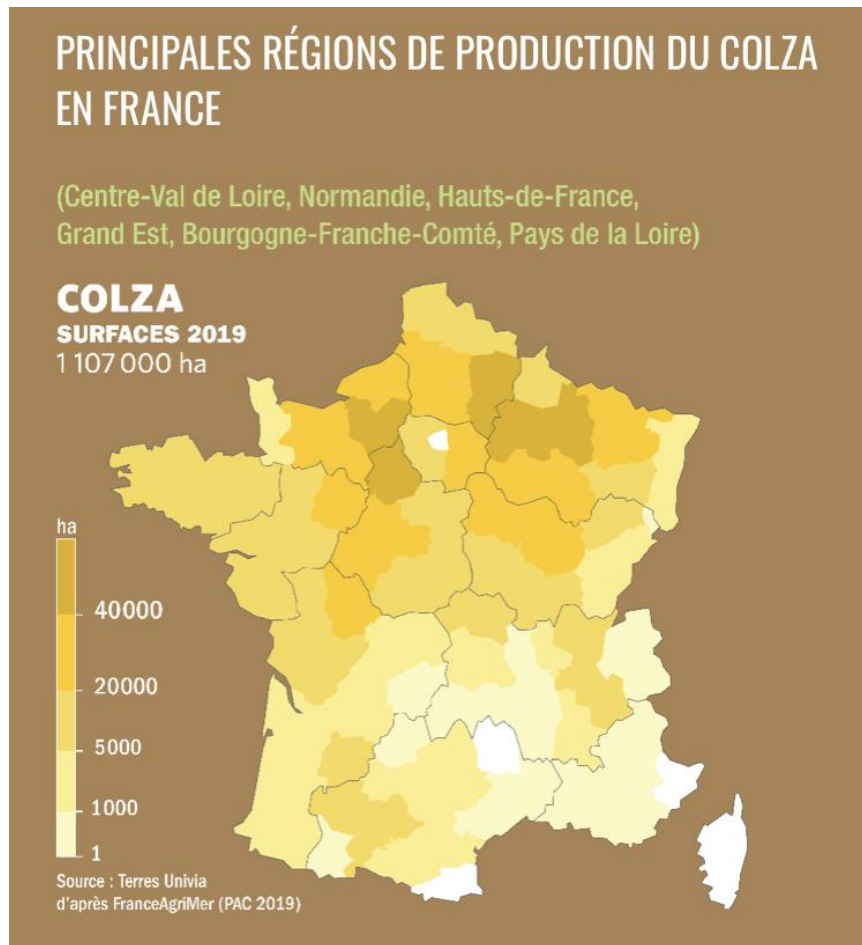 PRINCIPALES RÉGIONS DE PRODUCTION DU COLZA
EN FRANCE
(Centre-Val de Loire, Normandie, Hauts-de-France,
Grand Est, Bourgogne-Franche-Comté, Pays de la Loire)
COLZA
SURFACES 2019
1 107 000 ha
ha
40000
20000
5000
1000
1
Source : Terres Univia
d'après FranceAgriMer (PAC 2019)